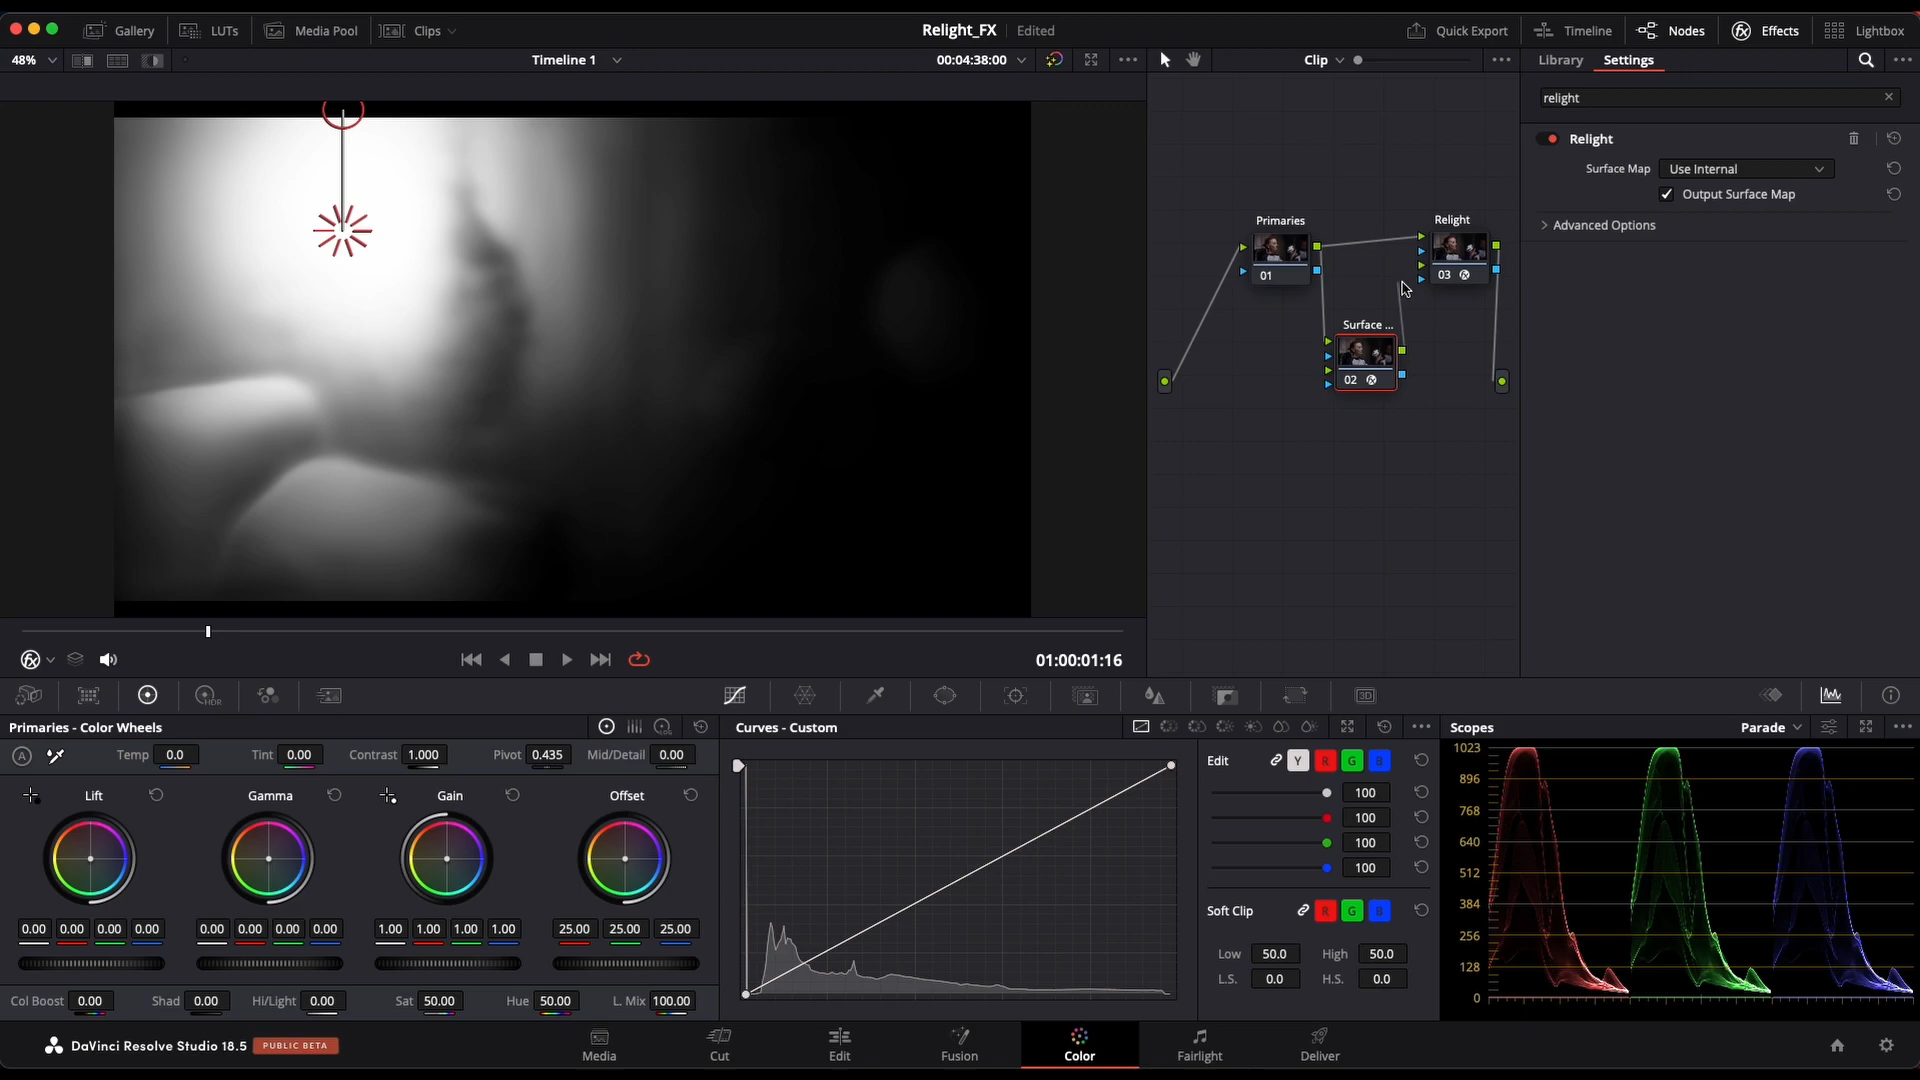 Gallery
LUTs
Media Pool
Clips
Relight_FX
Edited
Quick Export
Timeline
Nodes
Effects
Lightbox
48%
Timeline 1
00:04:38:00
Clip
Library
Settings
relight
Relight
Surface Map
Use Internal
Output Surface Map
Advanced Options
Primaries
01
Relight
03
Surface ...
02
01:00:01:16
HDR
3D
Primaries - Color Wheels
LOG
Curves - Custom
Scopes
Parade
A
Temp 0.0
Tint 0.00
Contrast 1.000
Pivot 0.435
Mid/Detail 0.00
Lift
Gamma
Gain
Offset
0.00 0.00 0.00 0.00
0.00 0.00 0.00 0.00
1.00 1.00 1.00 1.00
25.00 25.00 25.00
Col Boost 0.00
Shad 0.00
Hi/Light 0.00
Sat 50.00
Hue 50.00
L. Mix 100.00
Edit
Y R G B
100
100
100
100
Soft Clip
R G B
Low 50.0
High 50.0
L.S. 0.0
H.S. 0.0
1023
896
768
640
512
384
256
128
0
DaVinci Resolve Studio 18.5
PUBLIC BETA
Media
Cut
Edit
Fusion
Color
Fairlight
Deliver